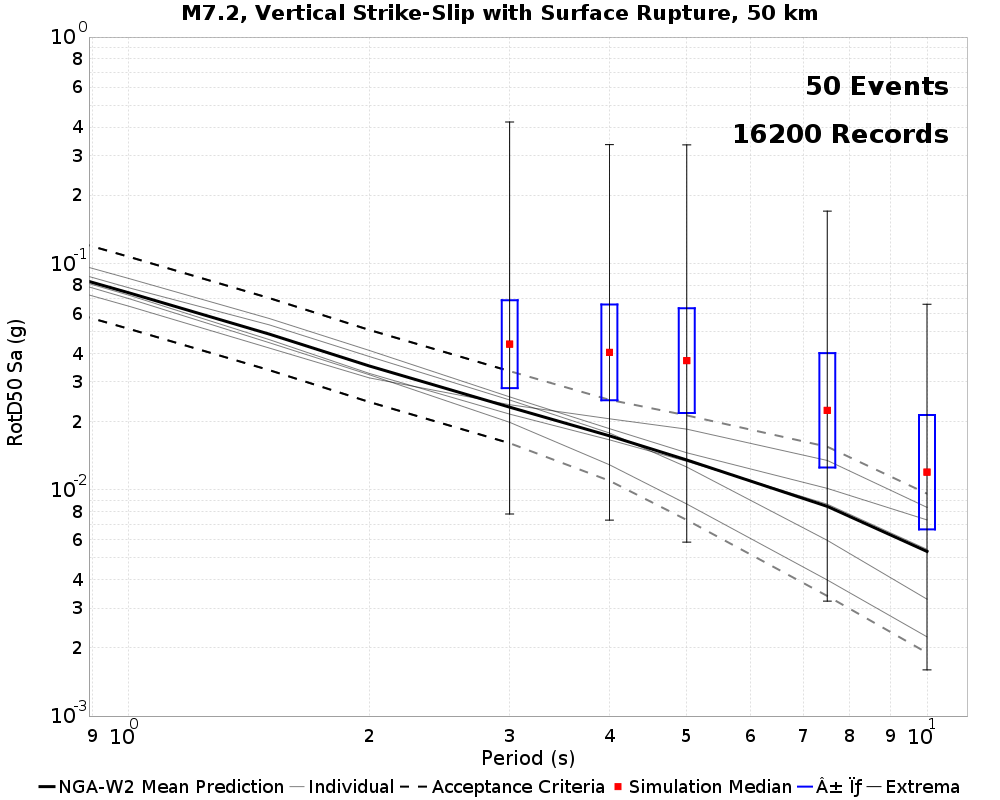 M7.2, Vertical Strike-Slip with Surface Rupture, 50 km
50 Events
16200 Records
RotD50 Sa (g)
10^0
8
6
4
3
2
10^-1
8
6
4
3
2
10^-2
8
6
4
3
2
10^-3
9 10^0 2 3 4 5 6 7 8 9 10^1
Period (s)
NGA-W2 Mean Prediction Individual Acceptance Criteria Simulation Median Â± Ïƒ Extrema